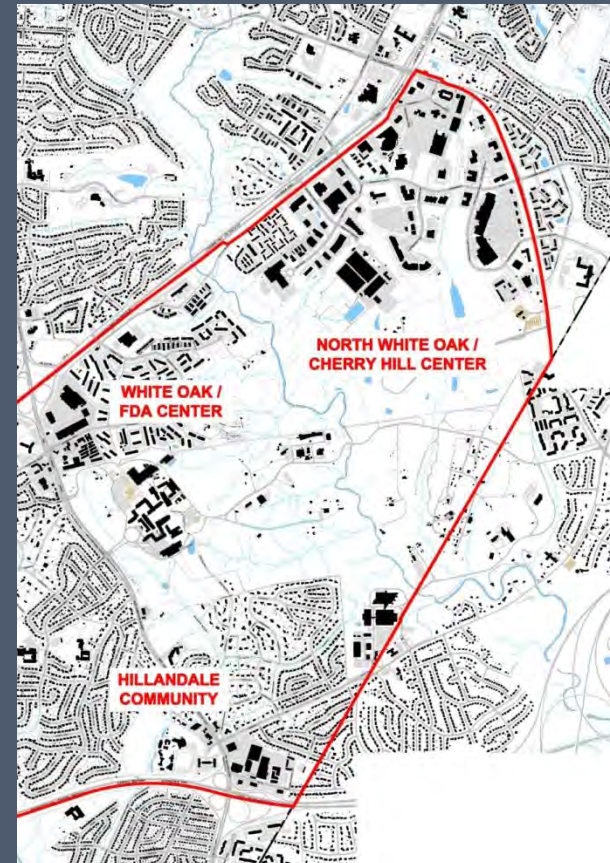 NORTH WHITE OAK /
CHERRY HILL CENTER
WHITE OAK /
FDA CENTER
HILLANDALE
COMMUNITY